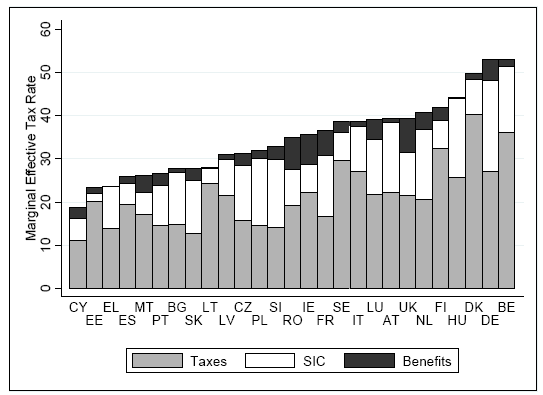 Marginal Effective Tax Rate
60
50
40
30
20
10
0
CY EL MT BG LT CZ SI IE SE LU UK FI DK BE
EE ES PT SK LV PL RO FR IT AT NL HU DE
Taxes SIC Benefits